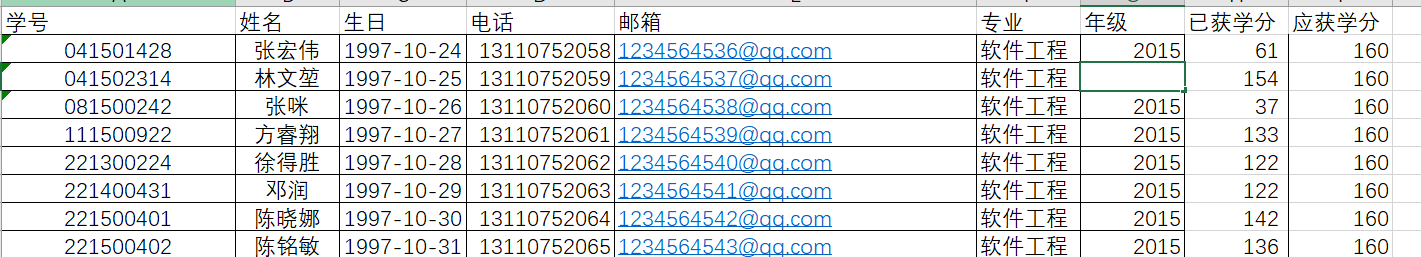 学号 姓名 生日 电话 邮箱 专业 年级 已获学分 应获学分
041501428 张宏伟 1997-10-24 13110752058 1234564536@qq.com 软件工程 2015 61 160
041502314 林文堃 1997-10-25 13110752059 1234564537@qq.com 软件工程 154 160
081500242 张咪 1997-10-26 13110752060 1234564538@qq.com 软件工程 2015 37 160
111500922 方睿翔 1997-10-27 13110752061 1234564539@qq.com 软件工程 2015 133 160
221300224 徐得胜 1997-10-28 13110752062 1234564540@qq.com 软件工程 2015 122 160
221400431 邓润 1997-10-29 13110752063 1234564541@qq.com 软件工程 2015 122 160
221500401 陈晓娜 1997-10-30 13110752064 1234564542@qq.com 软件工程 2015 142 160
221500402 陈铭敏 1997-10-31 13110752065 1234564543@qq.com 软件工程 2015 136 160